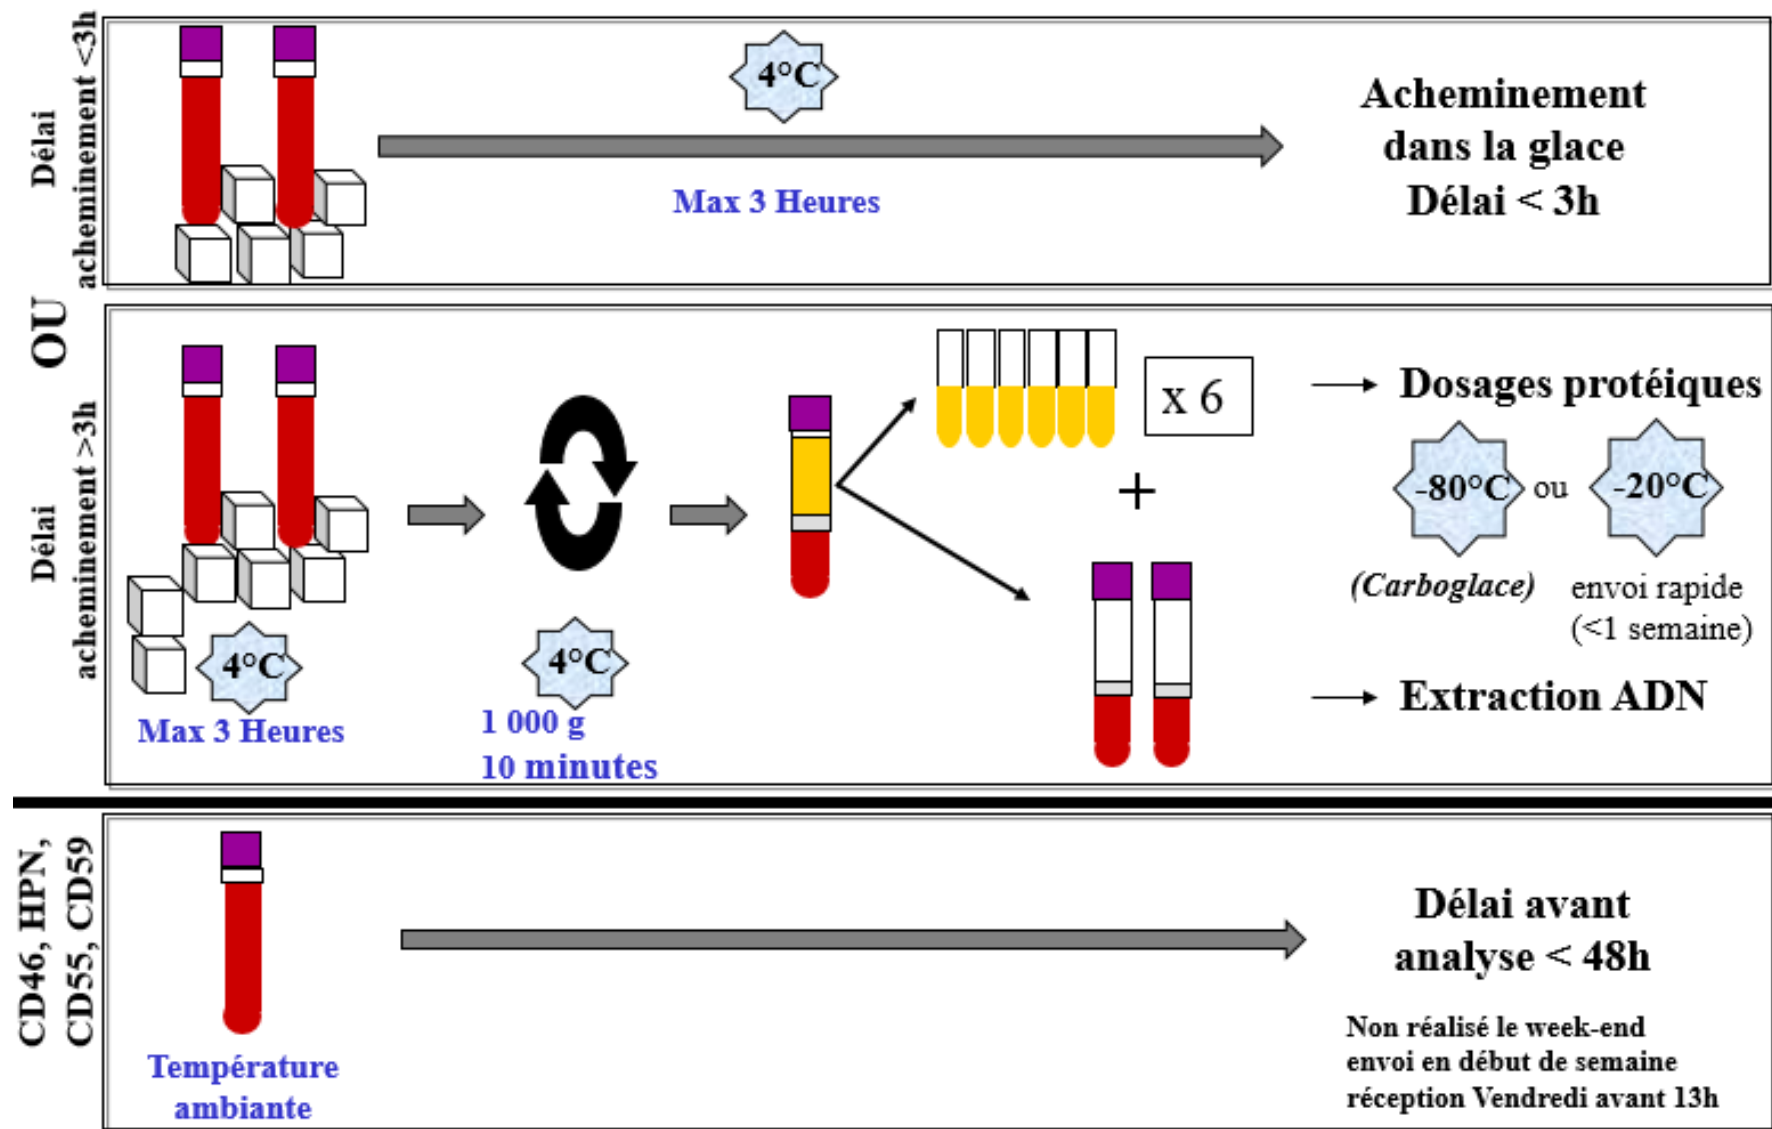 Délai
acheminement <3h
4°C
Max 3 Heures
Acheminement
dans la glace
Délai < 3h
OU
Délai
acheminement >3h
4°C
Max 3 Heures
4°C
1 000 g
10 minutes
x 6
+
Dosages protéiques
-80°C ou -20°C
(Carboglace)
envoi rapide
(<1 semaine)
Extraction ADN
CD46, HPN,
CD55, CD59
Température
ambiante
Délai avant
analyse < 48h
Non réalisé le week-end
envoi en début de semaine
réception Vendredi avant 13h